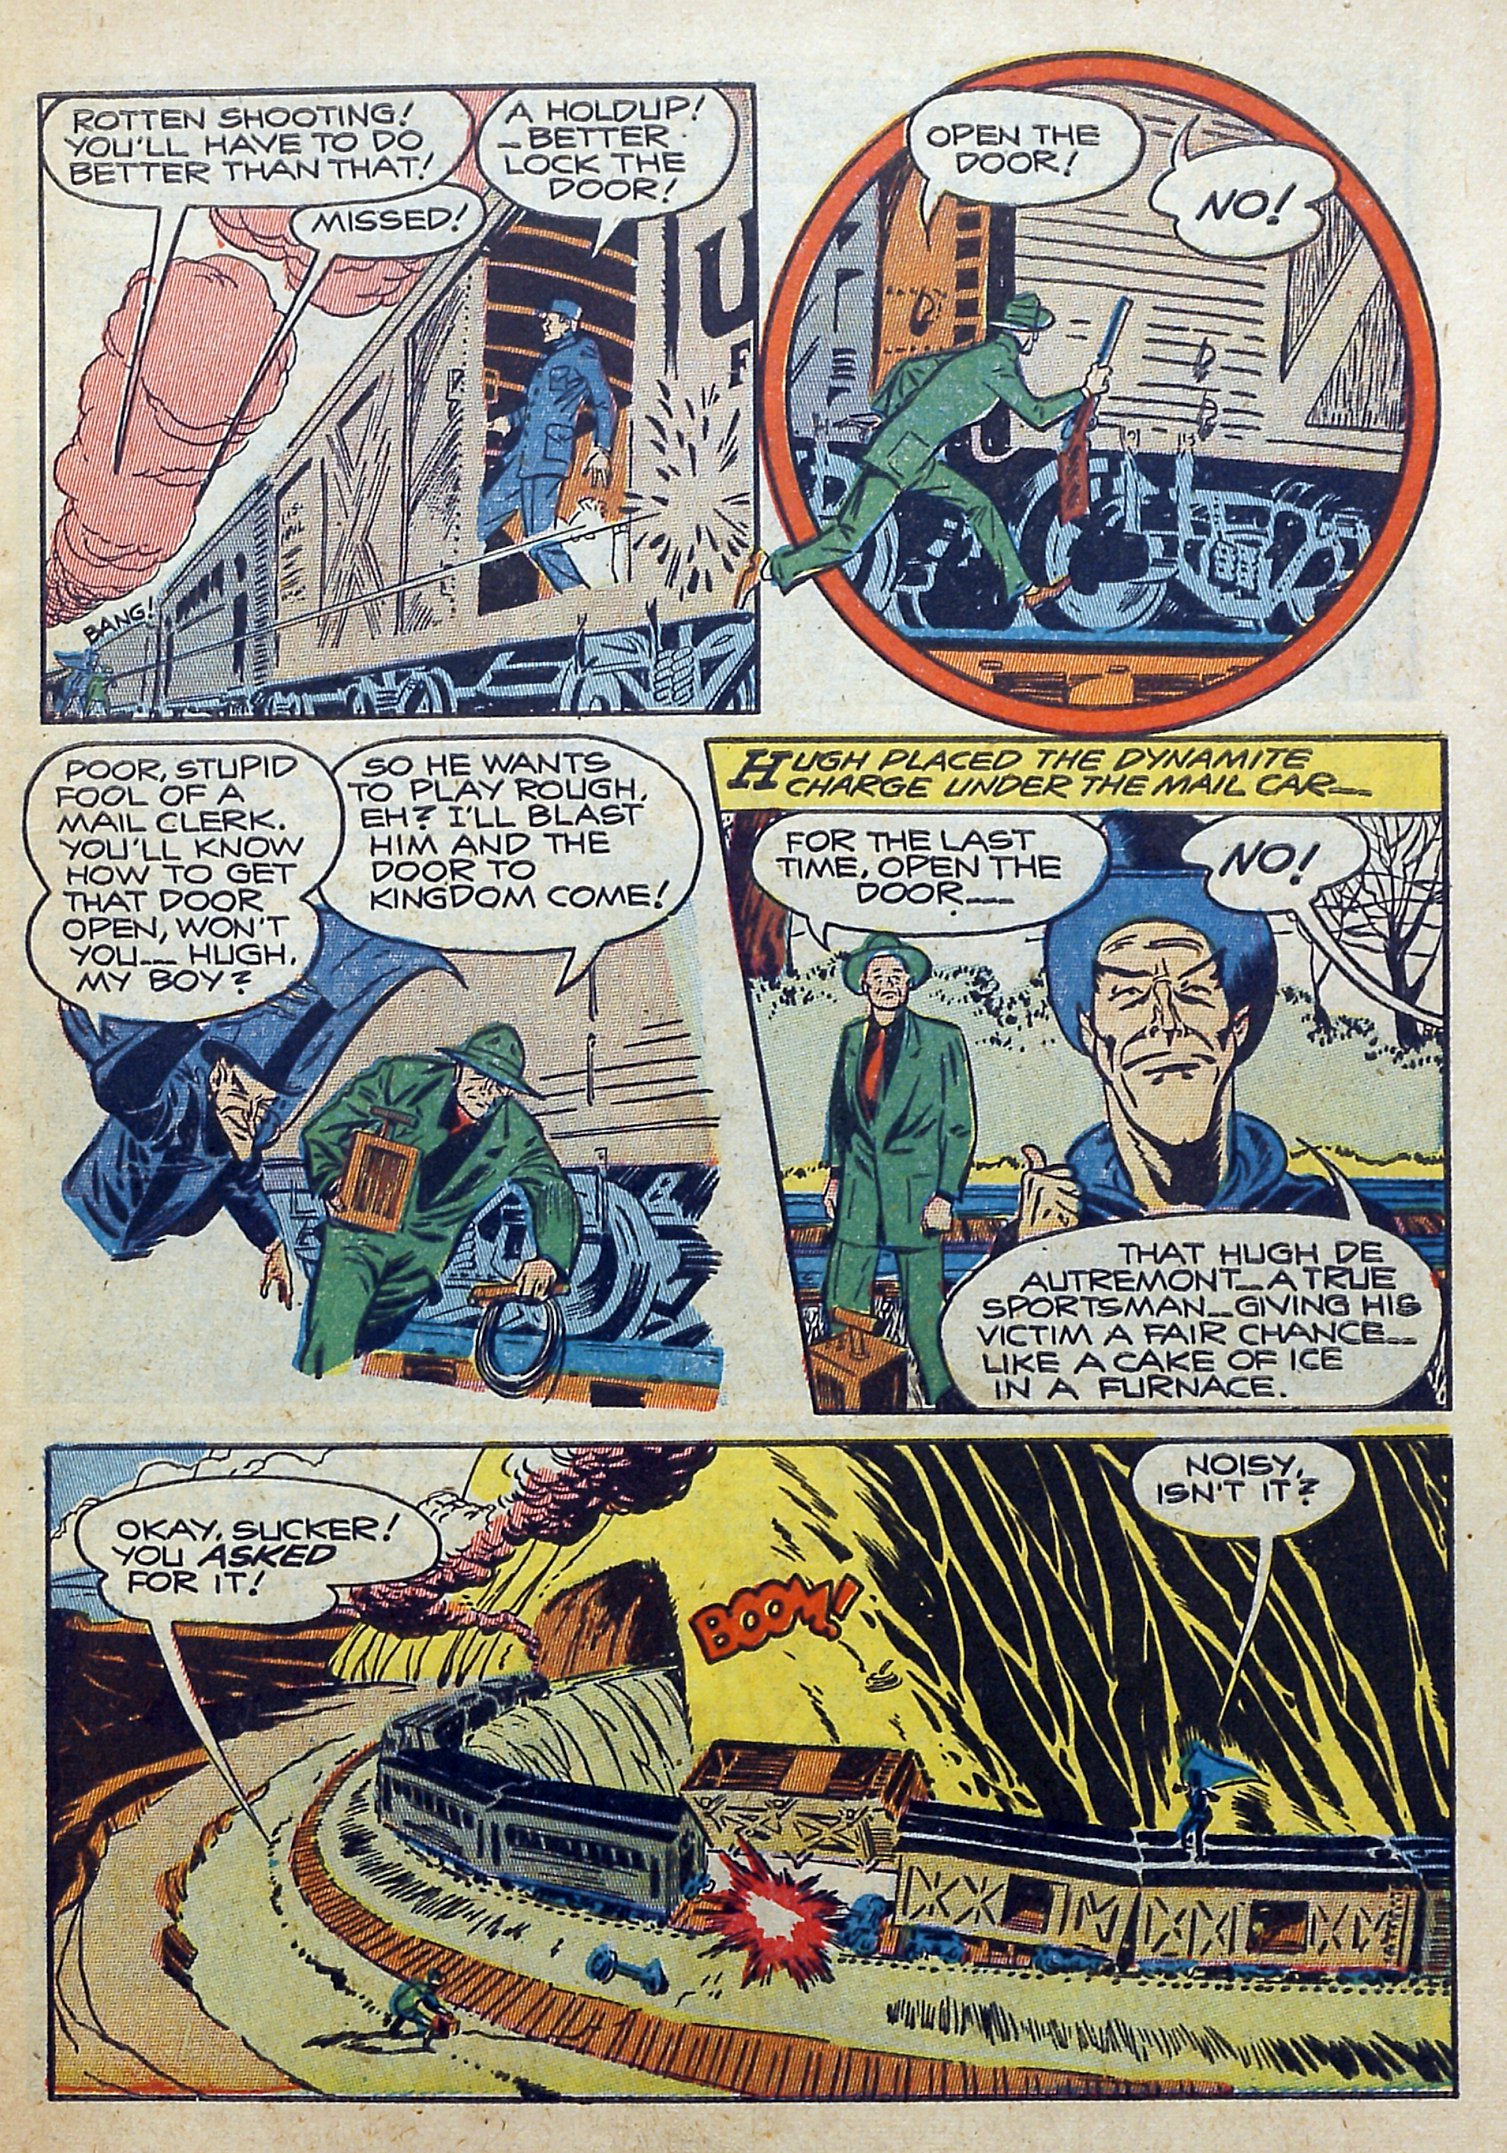 ROTTEN SHOOTING!
YOU'LL HAVE TO DO
BETTER THAN THAT!
MISSED!
A HOLDUP!
—BETTER
LOCK THE
DOOR!
U
F
BANG!
OPEN THE
DOOR!
NO!
POOR, STUPID
FOOL OF A
MAIL CLERK.
YOU'LL KNOW
HOW TO GET
THAT DOOR
OPEN, WON'T
YOU—HUGH,
MY BOY?
SO HE WANTS
TO PLAY ROUGH,
EH? I'LL BLAST
HIM AND THE
DOOR TO
KINGDOM COME!
HUGH PLACED THE DYNAMITE
CHARGE UNDER THE MAIL CAR—
FOR THE LAST
TIME, OPEN THE
DOOR—
NO!
THAT HUGH DE
AUTREMONT—A TRUE
SPORTSMAN—GIVING HIS
VICTIM A FAIR CHANCE—
LIKE A CAKE OF ICE
IN A FURNACE.
OKAY, SUCKER!
YOU ASKED
FOR IT!
BOOM!
NOISY,
ISN'T IT?